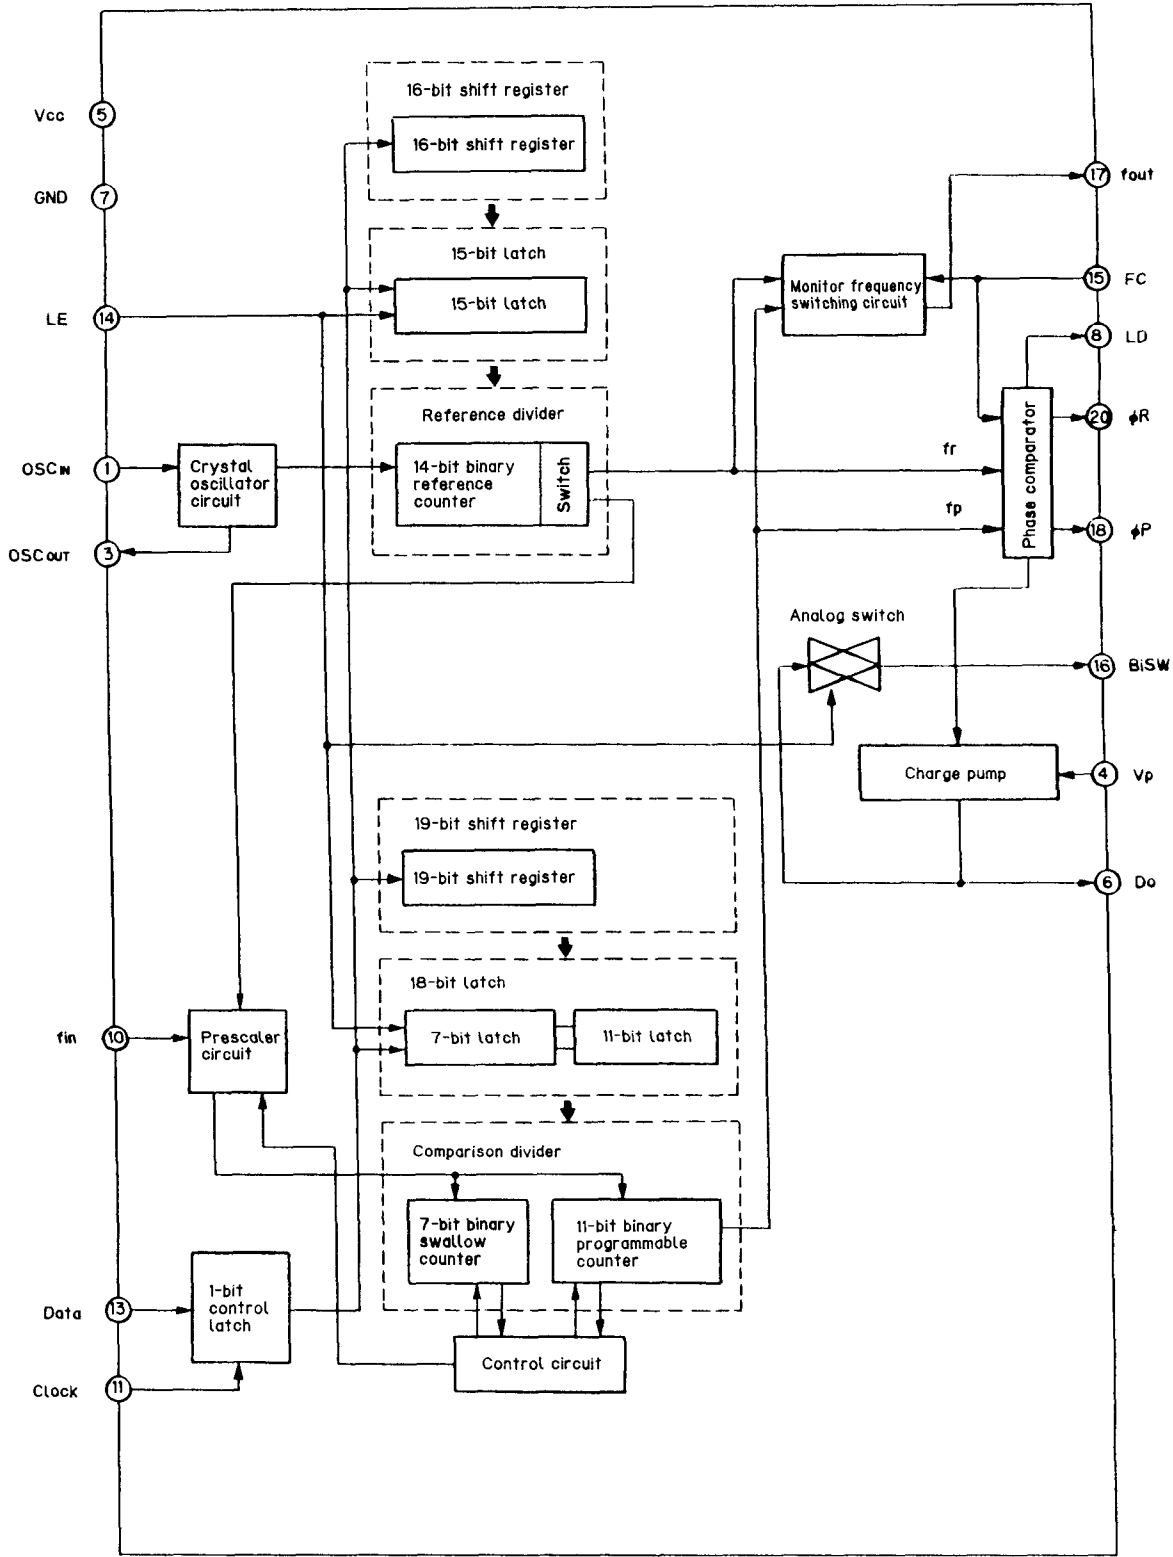 16-bit shift register
16-bit shift register
Vcc
5
17
fout
GND
7
15-bit latch
15-bit latch
Monitor frequency
switching circuit
15
FC
LE
14
8
LD
Reference divider
20
φR
OSCIN
1
Crystal
oscillator
circuit
14-bit binary
reference
counter
Switch
fr
fp
Phase comparator
18
φP
OSCOUT
3
Analog switch
16
BiSW
Charge pump
4
Vp
19-bit shift register
19-bit shift register
6
Do
18-bit latch
fin
10
Prescaler
circuit
7-bit latch
11-bit latch
Comparison divider
7-bit binary
swallow
counter
11-bit binary
programmable
counter
Data
13
1-bit
control
latch
Control circuit
Clock
11